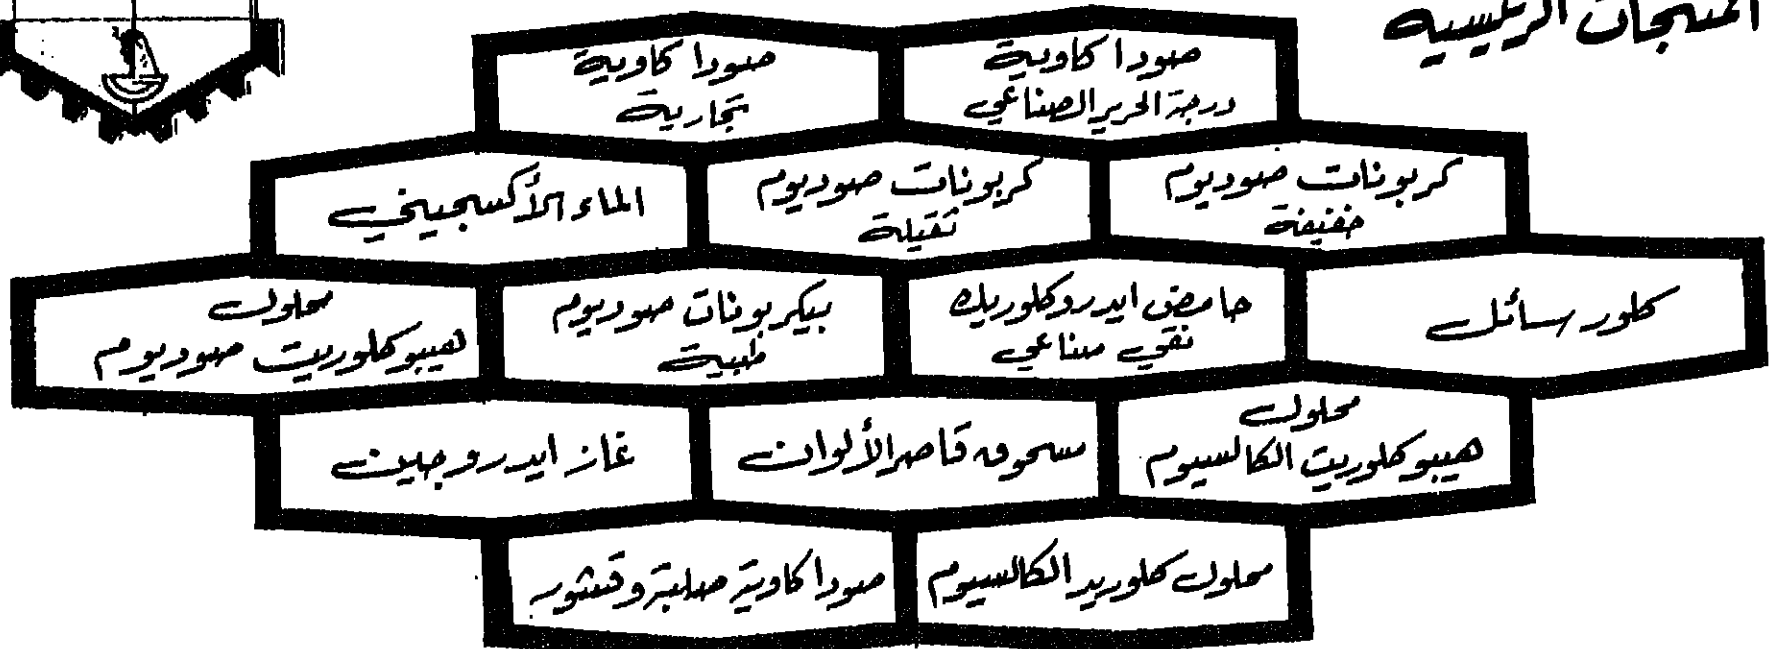 المنتجات الرئيسية
صودا كاوية
درجة الحرير الصناعي
صودا كاوية
تجارية
كربونات صوديوم
خفيفة
كربونات صوديوم
ثقيلة
الماء الأكسجيني
كلور سائل
حامض ايدروكلوريك
نقي صناعي
بيكربونات صوديوم
طبية
محلول
هيبوكلوريت صوديوم
محلول
هيبوكلوريت الكالسيوم
سحوق قاصر الألوان
غاز ايدروجين
محلول كلوريد الكالسيوم
صودا كاوية صلبة وقشور